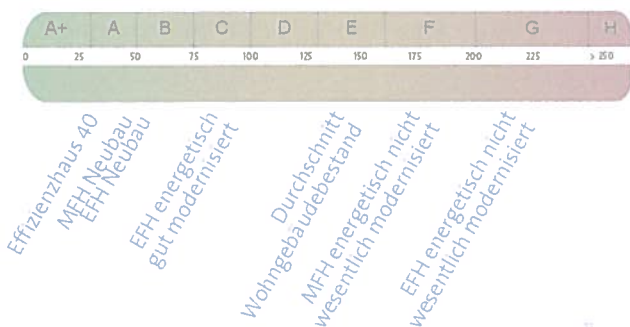 A+ A B C D E F G H
0 25 50 75 100 125 150 175 200 225 > 250
Effizienzhaus 40
MFH Neubau
EFH Neubau
EFH energetisch
gut modernisiert
Durchschnitt
Wohngebäudebestand
MFH energetisch nicht
wesentlich modernisiert
EFH energetisch nicht
wesentlich modernisiert